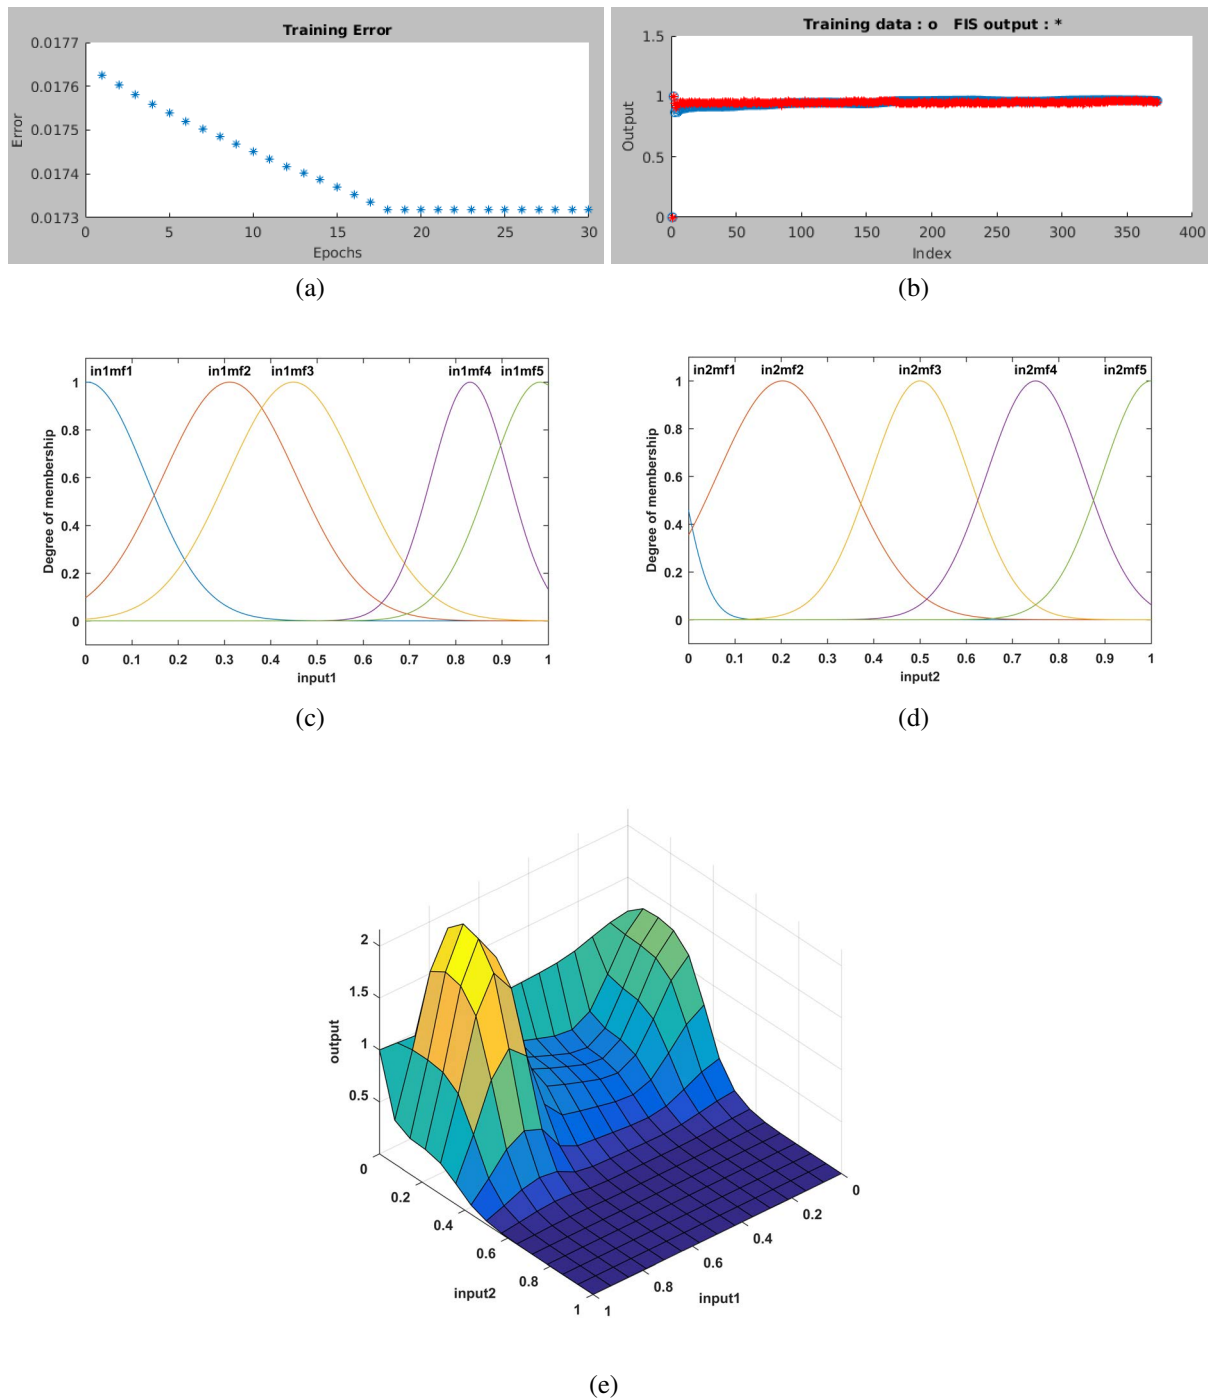 Training Error
0.0177
0.0176
0.0175
0.0174
0.0173
Error
0 5 10 15 20 25 30
Epochs
(a)
Training data : o FIS output : *
1.5
1
0.5
0
Output
0 50 100 150 200 250 300 350 400
Index
(b)
in1mf1 in1mf2 in1mf3 in1mf4 in1mf5
1
0.8
0.6
0.4
0.2
0
Degree of membership
0 0.1 0.2 0.3 0.4 0.5 0.6 0.7 0.8 0.9 1
input1
(c)
in2mf1 in2mf2 in2mf3 in2mf4 in2mf5
1
0.8
0.6
0.4
0.2
0
Degree of membership
0 0.1 0.2 0.3 0.4 0.5 0.6 0.7 0.8 0.9 1
input2
(d)
2
1.5
1
0.5
output
0
0.2
0.4
0.6
0.8
1
input2
0
0.2
0.4
0.6
0.8
1
input1
(e)